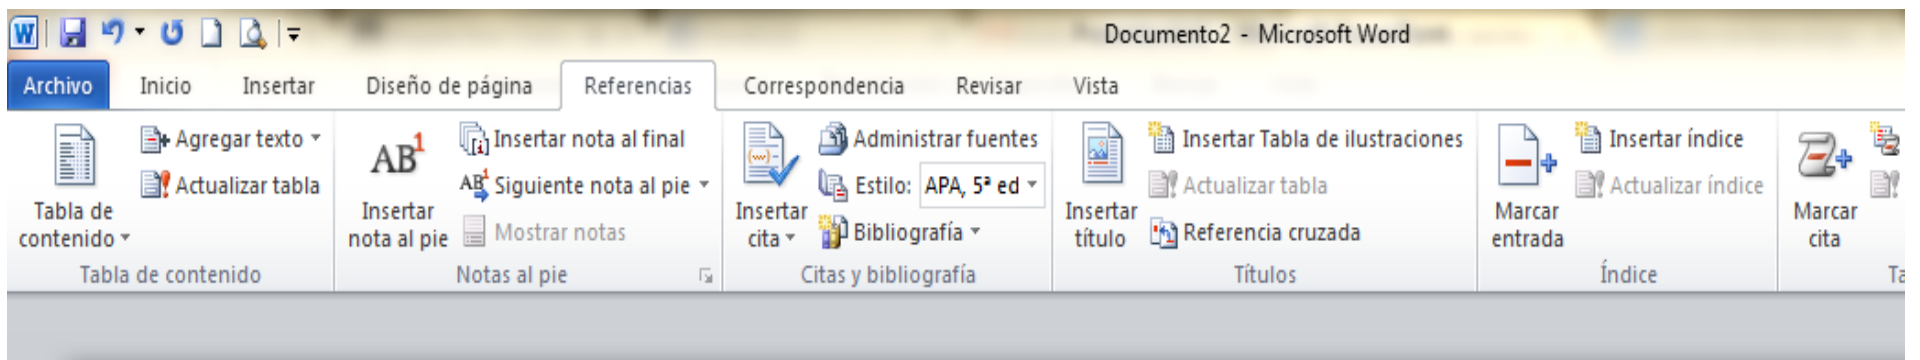 Documento2 - Microsoft Word
Archivo Inicio Insertar Diseño de página Referencias Correspondencia Revisar Vista
Tabla de contenido
Agregar texto
Actualizar tabla
Tabla de contenido
AB1
Insertar nota al pie
Insertar nota al final
AB1 Siguiente nota al pie
Mostrar notas
Notas al pie
Insertar cita
Administrar fuentes
Estilo: APA, 5ª ed
Bibliografía
Citas y bibliografía
Insertar título
Insertar Tabla de ilustraciones
Actualizar tabla
Referencia cruzada
Títulos
Marcar entrada
Insertar índice
Actualizar índice
Índice
Marcar cita
Ta